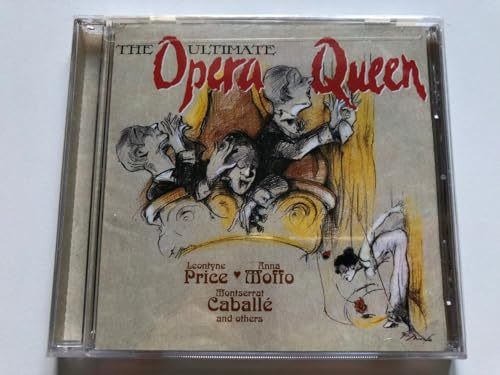 THE ULTIMATE
Opera Queen
Leontyne Anna
Price ♥ Moffo
Montserrat
Caballé
and others